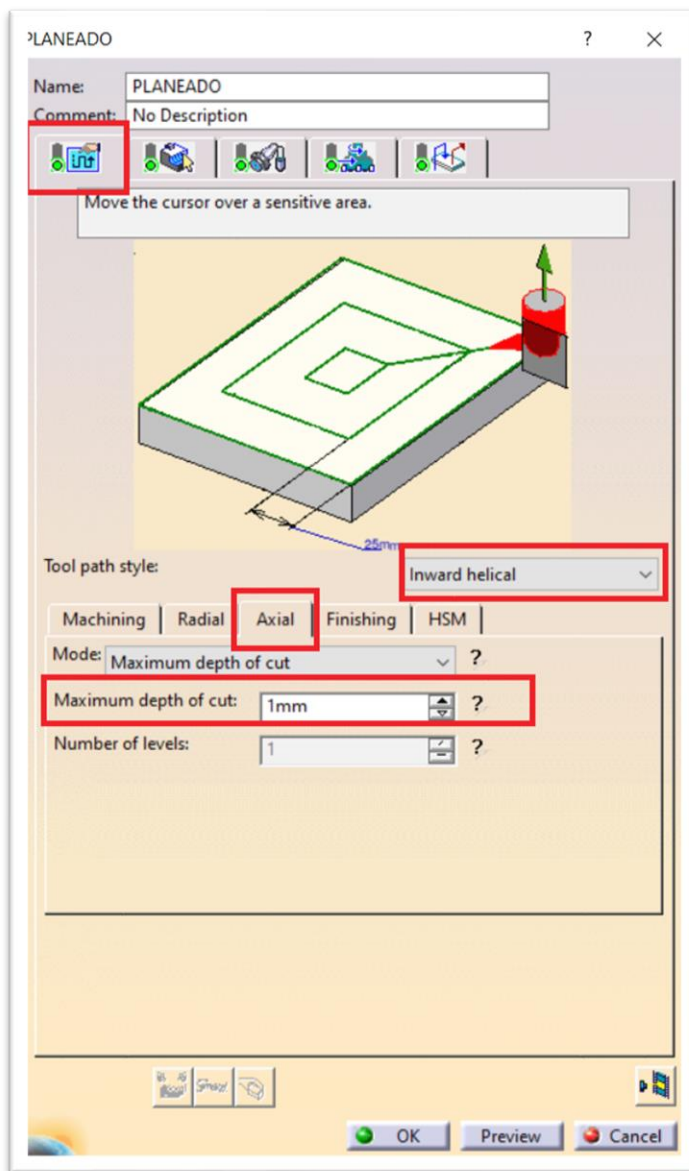 PLANEADO
?
Name: PLANEADO
Comment: No Description
Move the cursor over a sensitive area.
25mm
Tool path style: Inward helical
Machining Radial Axial Finishing HSM
Mode: Maximum depth of cut ?
Maximum depth of cut: 1mm ?
Number of levels: 1 ?
OK Preview Cancel